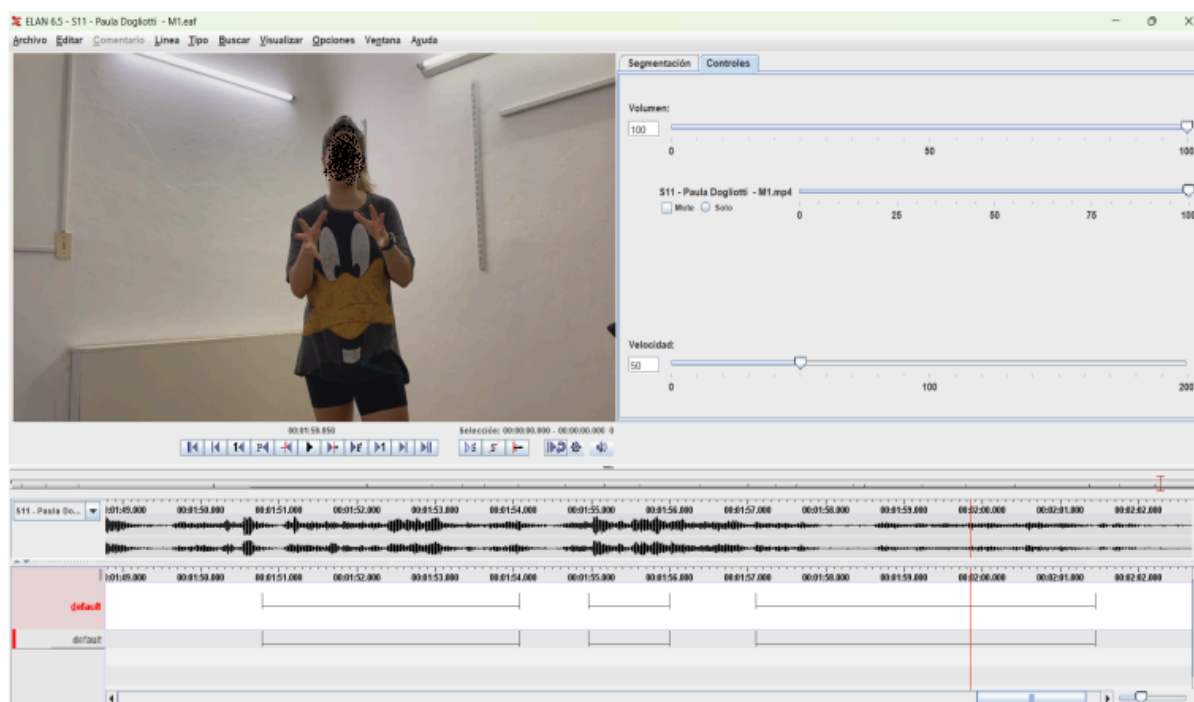 ELAN 6.5 - S11 - Paula Dogliotti - M1.eaf
Archivo Editar Comentario Línea Tipo Buscar Visualizar Opciones Ventana Ayuda
Segmentación Controles
Volumen:
100
0 50 100
S11 - Paula Dogliotti - M1.mp4
Mute Solo
0 25 50 75 100
Velocidad:
50
0 100 200
00:01:59.850
Selección: 00:00:00.000 - 00:00:00.000 0
S11 - Paula Do...
0:01:49.000 00:01:50.000 00:01:51.000 00:01:52.000 00:01:53.000 00:01:54.000 00:01:55.000 00:01:56.000 00:01:57.000 00:01:58.000 00:01:59.000 00:02:00.000 00:02:01.000 00:02:02.000
0:01:49.000 00:01:50.000 00:01:51.000 00:01:52.000 00:01:53.000 00:01:54.000 00:01:55.000 00:01:56.000 00:01:57.000 00:01:58.000 00:01:59.000 00:02:00.000 00:02:01.000 00:02:02.000
default
default